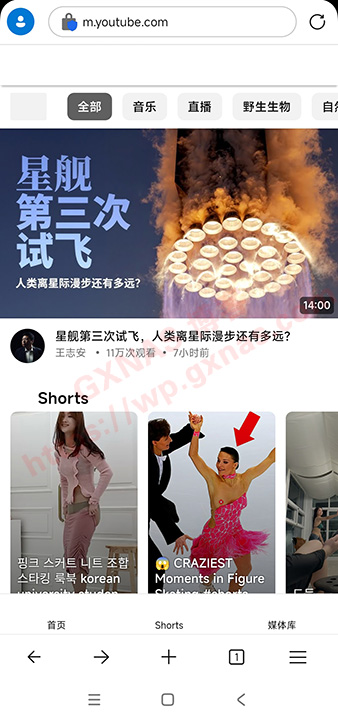 m.youtube.com
全部
音乐
直播
野生生物
自然
星舰
第三次
试飞
人类离星际漫步还有多远?
14:00
星舰第三次试飞，人类离星际漫步还有多远？
王志安 • 11万次观看 • 7小时前
GXNAS
https://wp.gxnas.com
Shorts
핑크 스커트 니트 조합
스타킹 룩북 korean
university studen
😱 CRAZIEST
Moments in Figure
Skating #shorts
首页
Shorts
媒体库
1